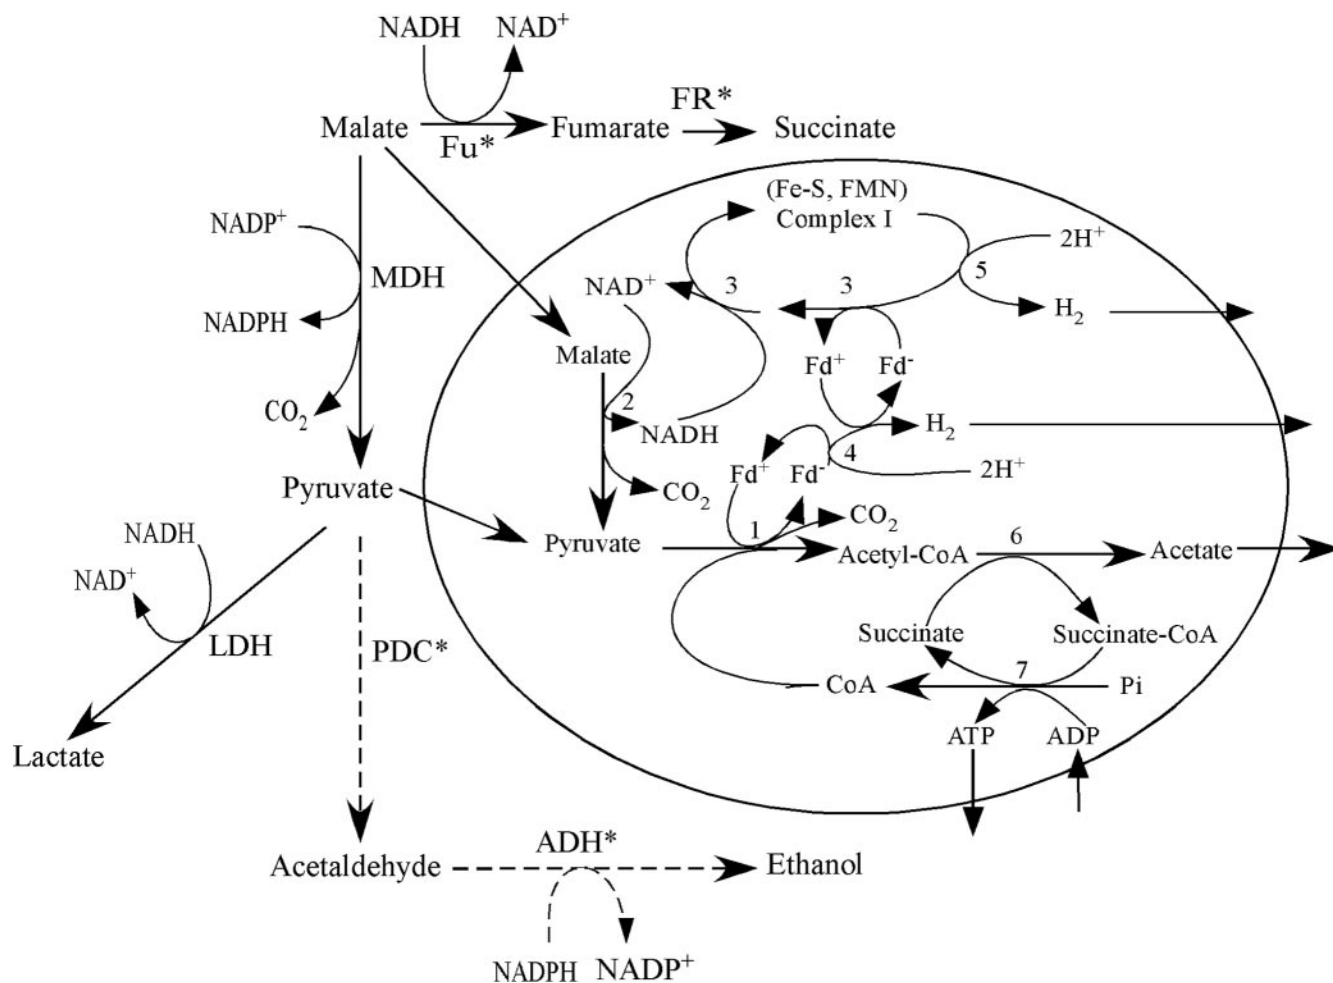 NADH NAD⁺
FR*
Malate Fumarate Succinate
Fu*
(Fe-S, FMN)
Complex I
NADP⁺ 2H⁺
MDH 5
NAD⁺ 3 3
NADPH H₂
Malate Fd⁺ Fd⁻
2
CO₂ NADH H₂
4
Fd⁺ Fd⁻ 2H⁺
Pyruvate CO₂
1 CO₂
NADH Pyruvate Acetyl-CoA 6 Acetate
NAD⁺
LDH PDC* Succinate Succinate-CoA
7
CoA Pi
Lactate ATP ADP
ADH*
Acetaldehyde Ethanol
NADPH NADP⁺